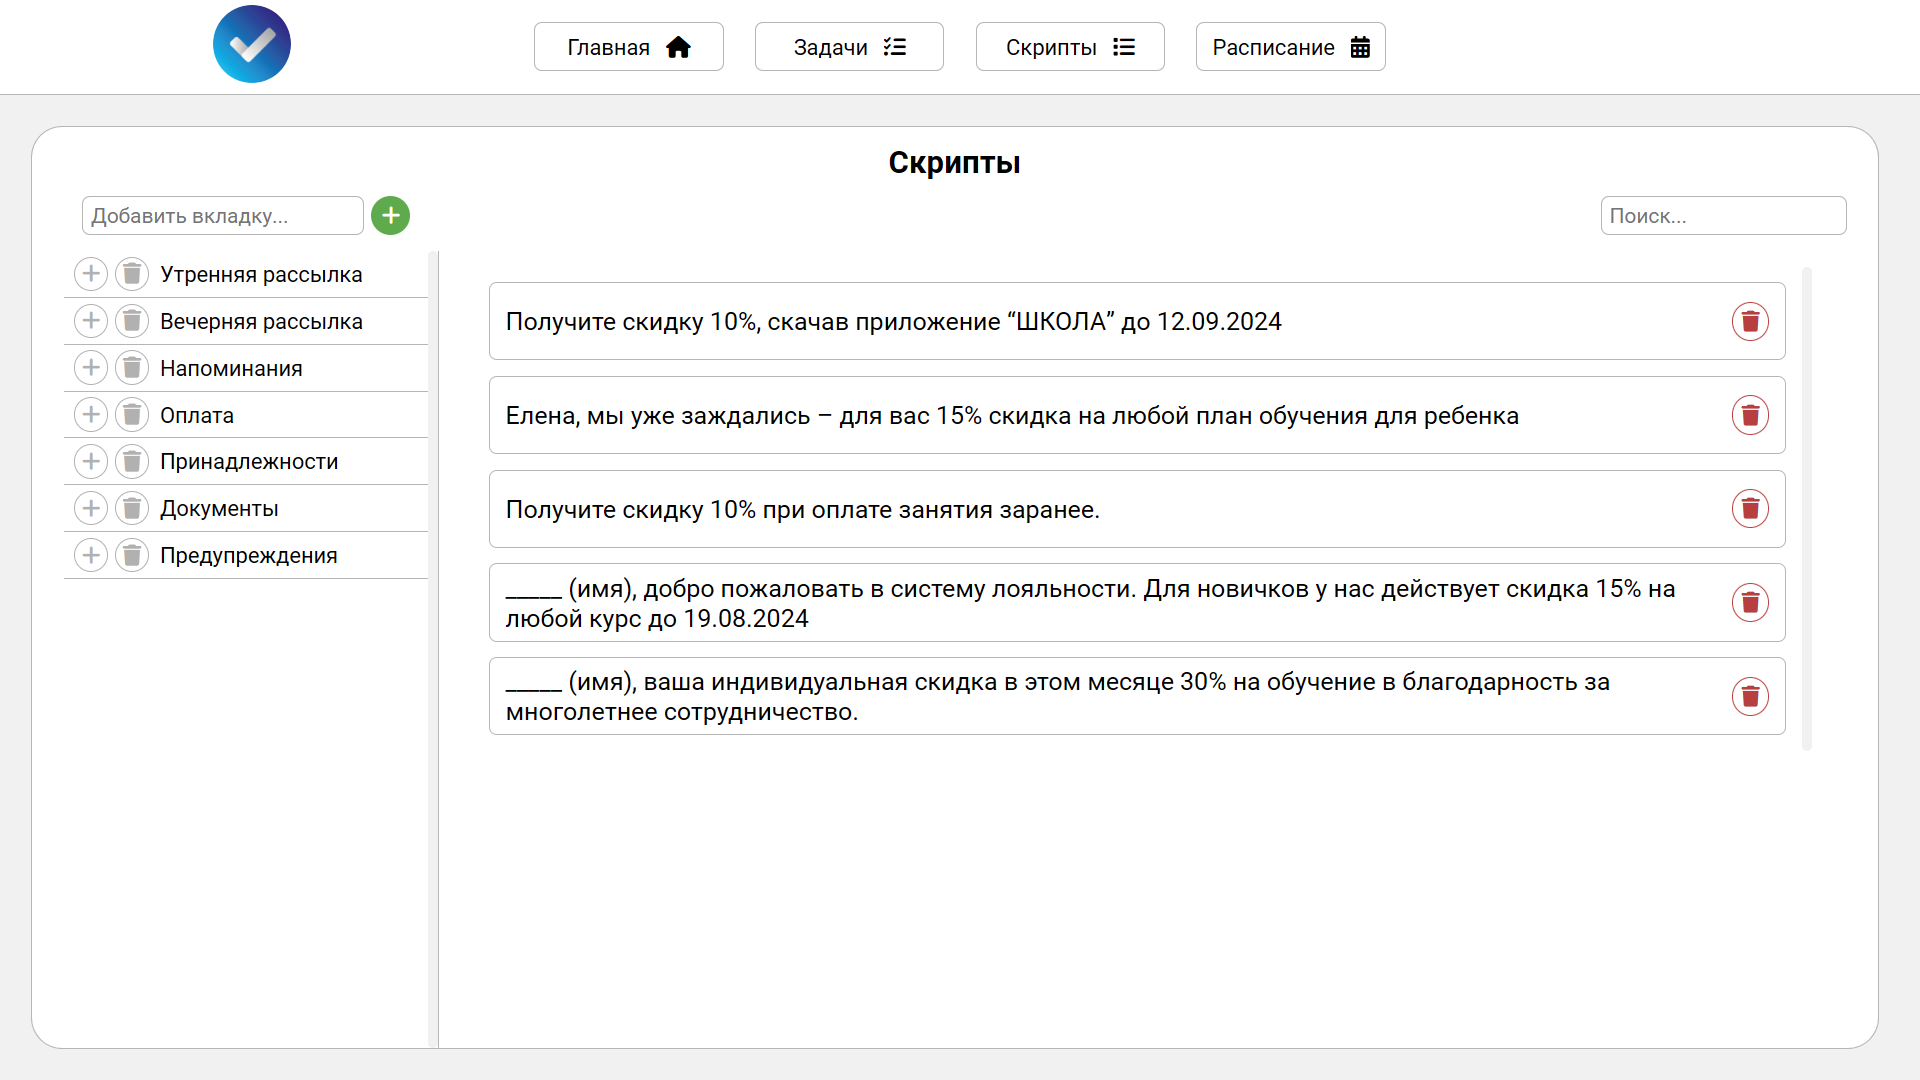 Главная
Задачи
Скрипты
Расписание
Скрипты
Добавить вкладку...
Поиск...
Утренняя рассылка
Вечерняя рассылка
Напоминания
Оплата
Принадлежности
Документы
Предупреждения
Получите скидку 10%, скачав приложение “ШКОЛА” до 12.09.2024
Елена, мы уже заждались – для вас 15% скидка на любой план обучения для ребенка
Получите скидку 10% при оплате занятия заранее.
_____ (имя), добро пожаловать в систему лояльности. Для новичков у нас действует скидка 15% на
любой курс до 19.08.2024
_____ (имя), ваша индивидуальная скидка в этом месяце 30% на обучение в благодарность за
многолетнее сотрудничество.